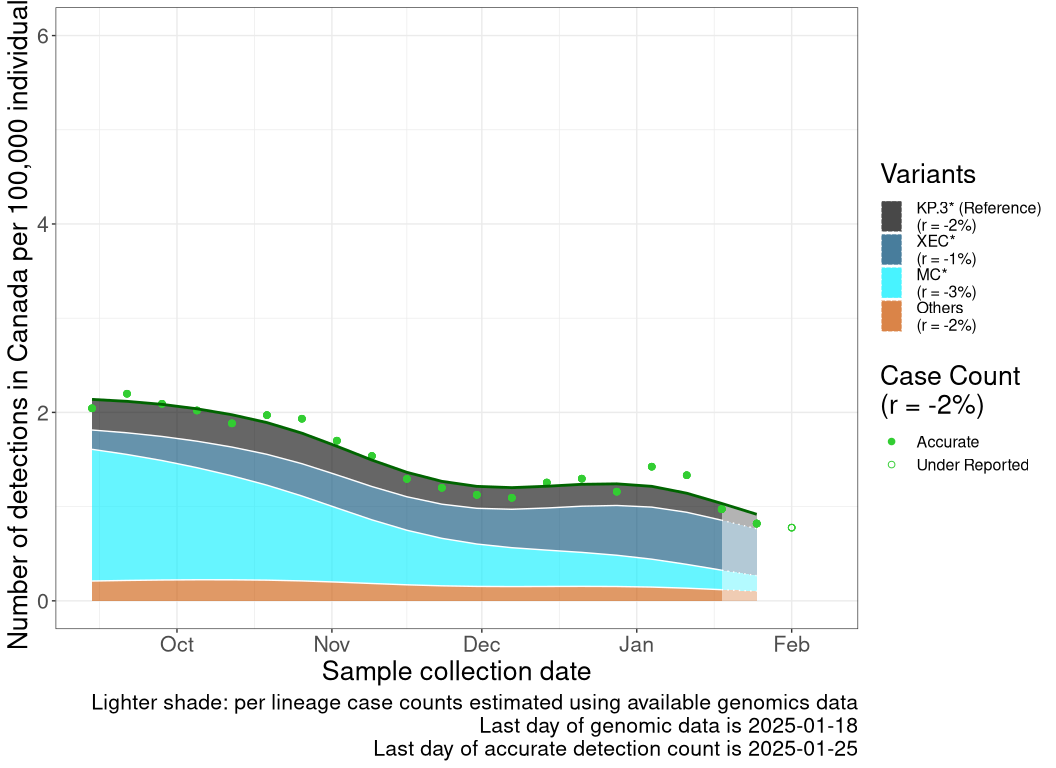 Number of detections in Canada per 100,000 individual
6
4
2
0
Oct
Nov
Dec
Jan
Feb
Sample collection date
Variants
KP.3* (Reference)
(r = -2%)
XEC*
(r = -1%)
MC*
(r = -3%)
Others
(r = -2%)
Case Count
(r = -2%)
Accurate
Under Reported
Lighter shade: per lineage case counts estimated using available genomics data
Last day of genomic data is 2025-01-18
Last day of accurate detection count is 2025-01-25